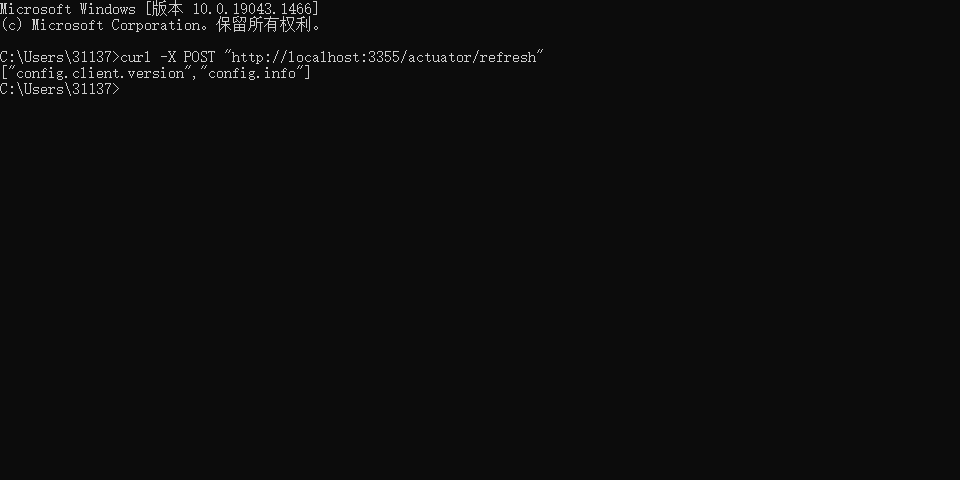 Microsoft Windows [版本 10.0.19043.1466]
(c) Microsoft Corporation。保留所有权利。
C:\Users\31137>curl -X POST "http://localhost:3355/actuator/refresh"
["config.client.version","config.info"]
C:\Users\31137>